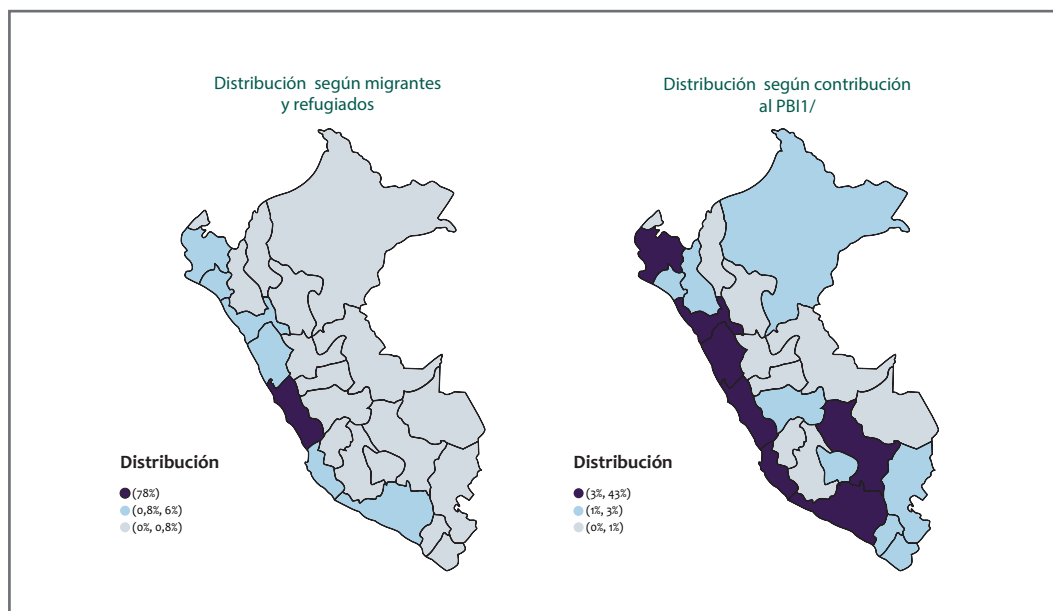 Distribución según migrantes
y refugiados
Distribución
(78%)
(0,8%, 6%)
(0%, 0,8%)
Distribución según contribución
al PBI1/
Distribución
(3%, 43%)
(1%, 3%)
(0%, 1%)